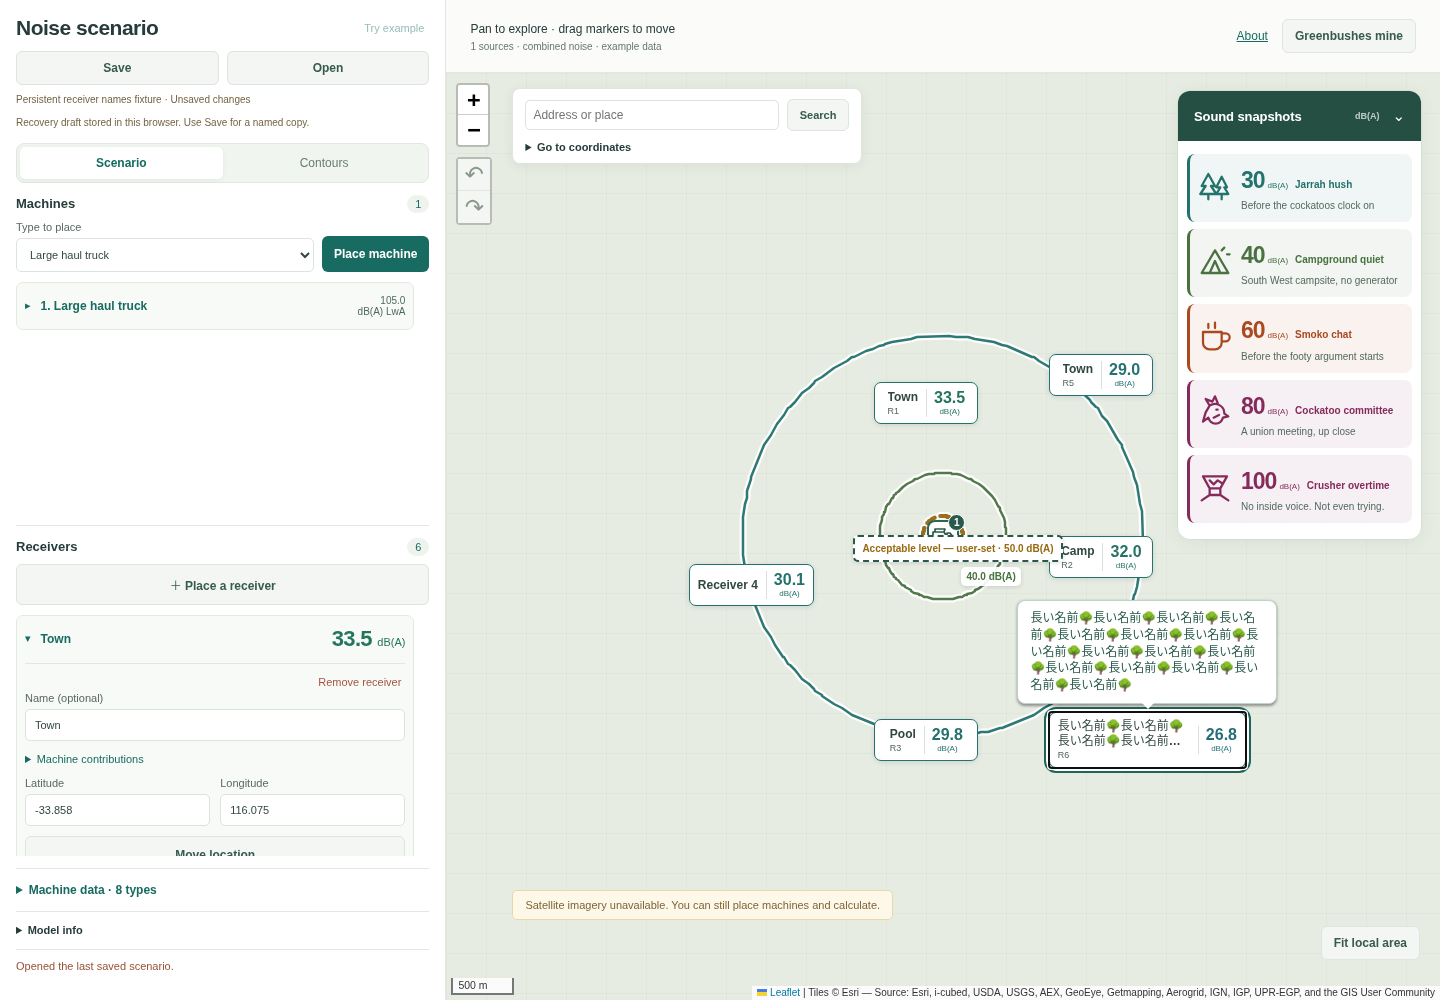 Noise scenario
Try example
Save
Open
Persistent receiver names fixture · Unsaved changes
Recovery draft stored in this browser. Use Save for a named copy.
Scenario
Contours
Machines
1
Type to place
Large haul truck
Place machine
1. Large haul truck
105.0
dB(A) LwA
Receivers
6
+ Place a receiver
Town
33.5 dB(A)
Remove receiver
Name (optional)
Town
Machine contributions
Latitude
Longitude
-33.858
116.075
Move location
Machine data · 8 types
Model info
Opened the last saved scenario.
Pan to explore · drag markers to move
1 sources · combined noise · example data
About
Greenbushes mine
+
−
Address or place
Search
Go to coordinates
Sound snapshots
dB(A)
30 dB(A) Jarrah hush
Before the cockatoos clock on
40 dB(A) Campground quiet
South West campsite, no generator
60 dB(A) Smoko chat
Before the footy argument starts
80 dB(A) Cockatoo committee
A union meeting, up close
100 dB(A) Crusher overtime
No inside voice. Not even trying.
Town
R5
29.0
dB(A)
Town
R1
33.5
dB(A)
1
Acceptable level — user-set · 50.0 dB(A)
Camp
R2
32.0
dB(A)
40.0 dB(A)
Receiver 4
30.1
dB(A)
長い名前🌳長い名前🌳長い名前🌳長い名
前🌳長い名前🌳長い名前🌳長い名前🌳長
い名前🌳長い名前🌳長い名前🌳長い名前
🌳長い名前🌳長い名前🌳長い名前🌳長い
名前🌳長い名前🌳
Pool
R3
29.8
dB(A)
長い名前🌳長い名前🌳
長い名前🌳長い名前…
R6
26.8
dB(A)
Satellite imagery unavailable. You can still place machines and calculate.
Fit local area
500 m
Leaflet | Tiles © Esri — Source: Esri, i-cubed, USDA, USGS, AEX, GeoEye, Getmapping, Aerogrid, IGN, IGP, UPR-EGP, and the GIS User Community